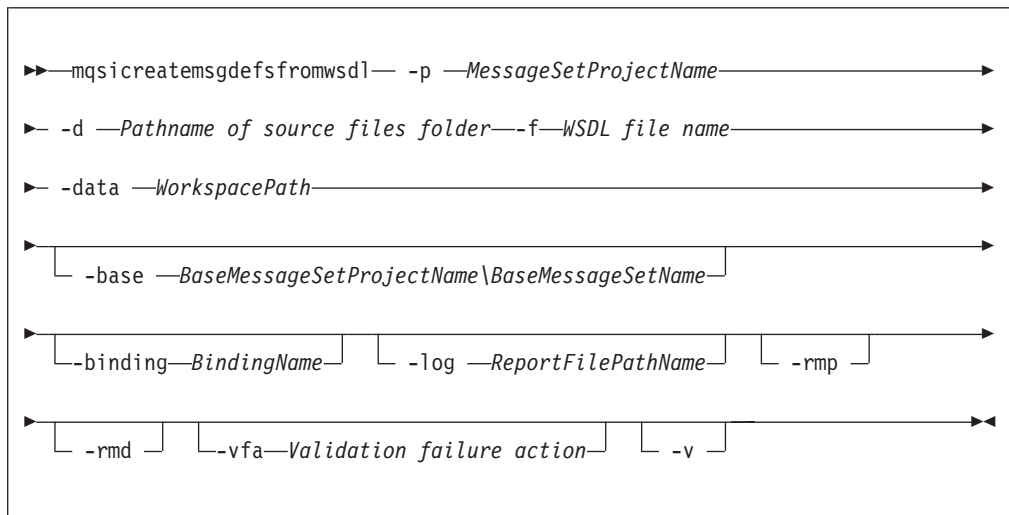 mqsicreatemsgdefsfromwsdl -p MessageSetProjectName
-d Pathname of source files folder -f WSDL file name
-data WorkspacePath
-base BaseMessageSetProjectName\BaseMessageSetName
-binding BindingName -log ReportFilePathName -rmp
-rmd -vfa Validation failure action -v